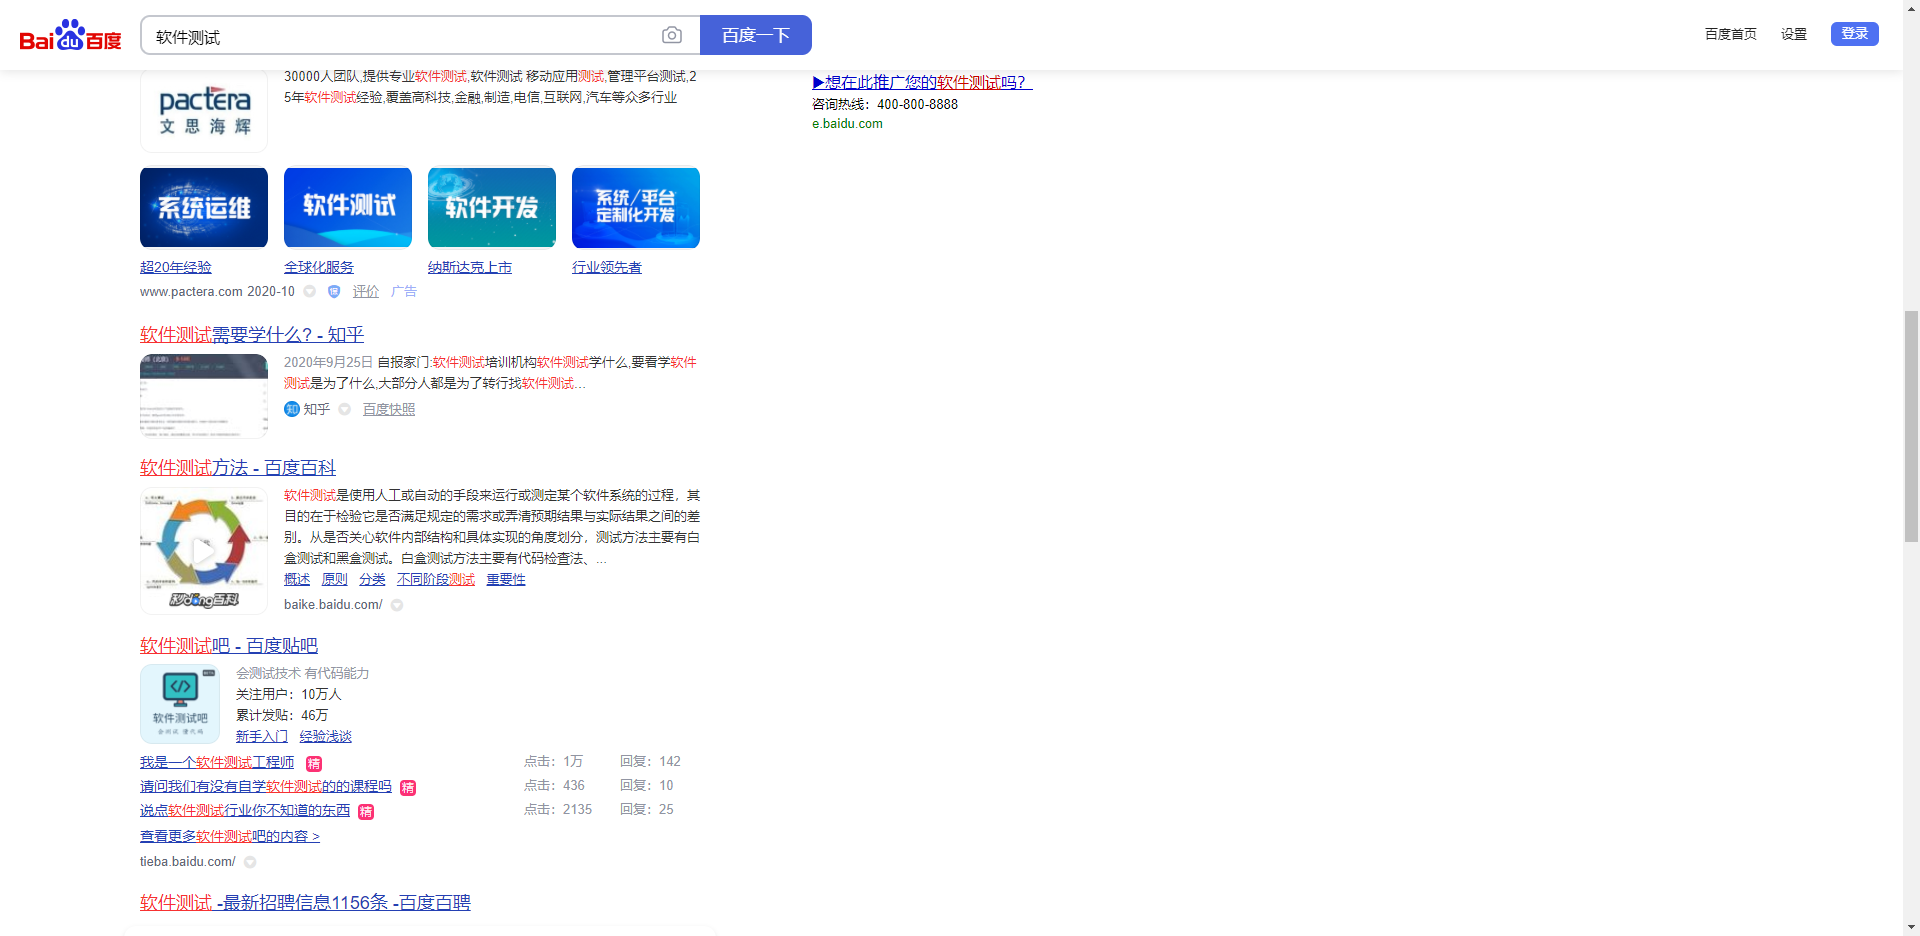 Bai du 百度
软件测试
百度一下
百度首页 设置 登录
30000人团队,提供专业软件测试,软件测试 移动应用测试,管理平台测试,2
5年软件测试经验,覆盖高科技,金融,制造,电信,互联网,汽车等众多行业
pactera
文思海辉
▶想在此推广您的软件测试吗?
咨询热线：400-800-8888
e.baidu.com
系统运维
软件测试
软件开发
系统/平台
定制化开发
超20年经验
全球化服务
纳斯达克上市
行业领先者
www.pactera.com 2020-10 保 评价 广告
软件测试需要学什么? - 知乎
2020年9月25日 自报家门:软件测试培训机构软件测试学什么,要看学软件
测试是为了什么,大部分人都是为了转行找软件测试...
知 知乎 百度快照
软件测试方法 - 百度百科
软件测试是使用人工或自动的手段来运行或测定某个软件系统的过程，其
目的在于检验它是否满足规定的需求或弄清预期结果与实际结果之间的差
别。从是否关心软件内部结构和具体实现的角度划分，测试方法主要有白
盒测试和黑盒测试。白盒测试方法主要有代码检查法、...
概述 原则 分类 不同阶段测试 重要性
秒dong百科
baike.baidu.com/
软件测试吧 - 百度贴吧
会测试技术 有代码能力
关注用户：10万人
累计发贴：46万
新手入门 经验浅谈
软件测试吧
会测试 懂代码
我是一个软件测试工程师 精 点击：1万 回复：142
请问我们有没有自学软件测试的的课程吗 精 点击：436 回复：10
说点软件测试行业你不知道的东西 精 点击：2135 回复：25
查看更多软件测试吧的内容 >
tieba.baidu.com/
软件测试 -最新招聘信息1156条 -百度百聘